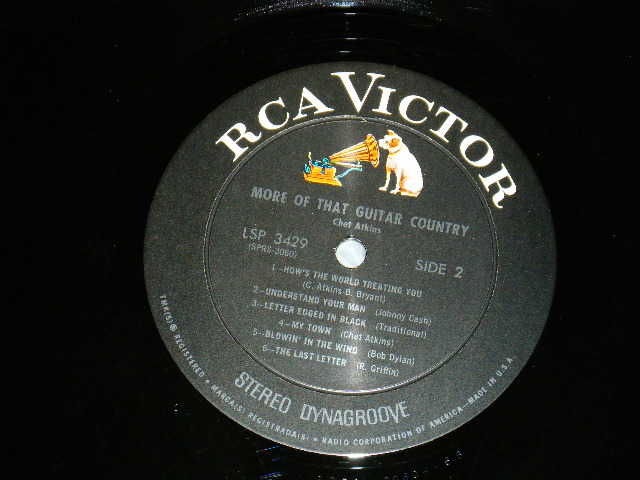 RCA VICTOR
MORE OF THAT GUITAR COUNTRY
Chet Atkins
LSP 3429
(SPRS-3060)
SIDE 2
1—HOW'S THE WORLD TREATING YOU
(C. Atkins-B. Bryant)
2—UNDERSTAND YOUR MAN (Johnny Cash)
3—LETTER EDGED IN BLACK (Traditional)
4—MY TOWN (Chet Atkins)
5—BLOWIN' IN THE WIND (Bob Dylan)
6—THE LAST LETTER (R. Griffin)
STEREO DYNAGROOVE
TMK(S) ® REGISTERED • MARCA(S) REGISTRADA(S) • RADIO CORPORATION OF AMERICA—MADE IN U.S.A.